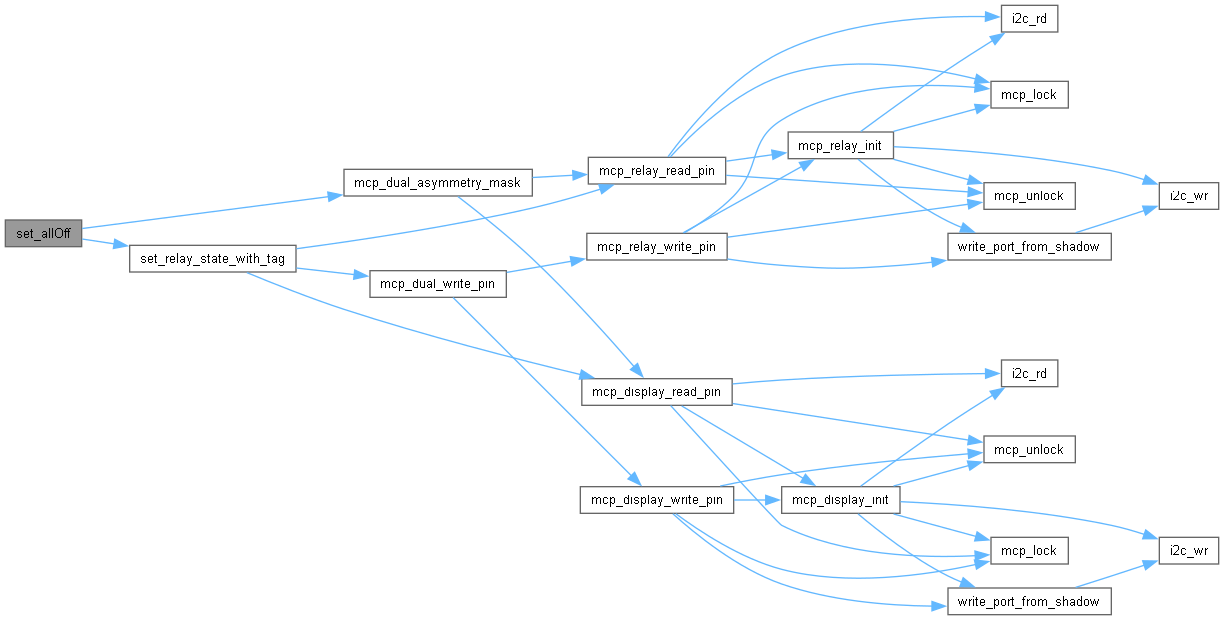 set_allOff
set_relay_state_with_tag
mcp_dual_asymmetry_mask
mcp_dual_write_pin
mcp_relay_read_pin
mcp_relay_write_pin
mcp_relay_init
i2c_rd
mcp_lock
mcp_unlock
write_port_from_shadow
i2c_wr
mcp_display_read_pin
mcp_display_write_pin
mcp_display_init
i2c_rd
mcp_unlock
mcp_lock
write_port_from_shadow
i2c_wr